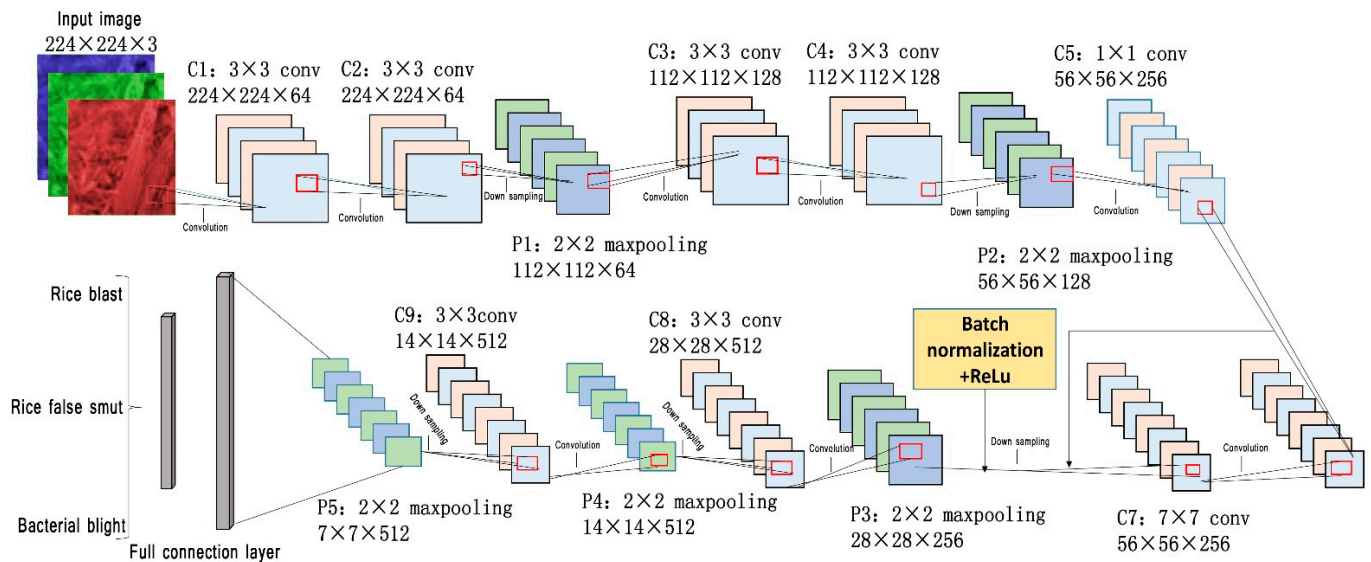 Input image
224×224×3
C1: 3×3 conv
224×224×64
C2: 3×3 conv
224×224×64
C3: 3×3 conv
112×112×128
C4: 3×3 conv
112×112×128
C5: 1×1 conv
56×56×256
Convolution
Convolution
Down sampling
Convolution
Convolution
Down sampling
Convolution
P1: 2×2 maxpooling
112×112×64
P2: 2×2 maxpooling
56×56×128
Rice blast
Rice false smut
Bacterial blight
Full connection layer
C9: 3×3conv
14×14×512
C8: 3×3 conv
28×28×512
Batch
normalization
+ReLu
Down sampling
Convolution
Down sampling
Convolution
Down sampling
Convolution
P5: 2×2 maxpooling
7×7×512
P4: 2×2 maxpooling
14×14×512
P3: 2×2 maxpooling
28×28×256
C7: 7×7 conv
56×56×256